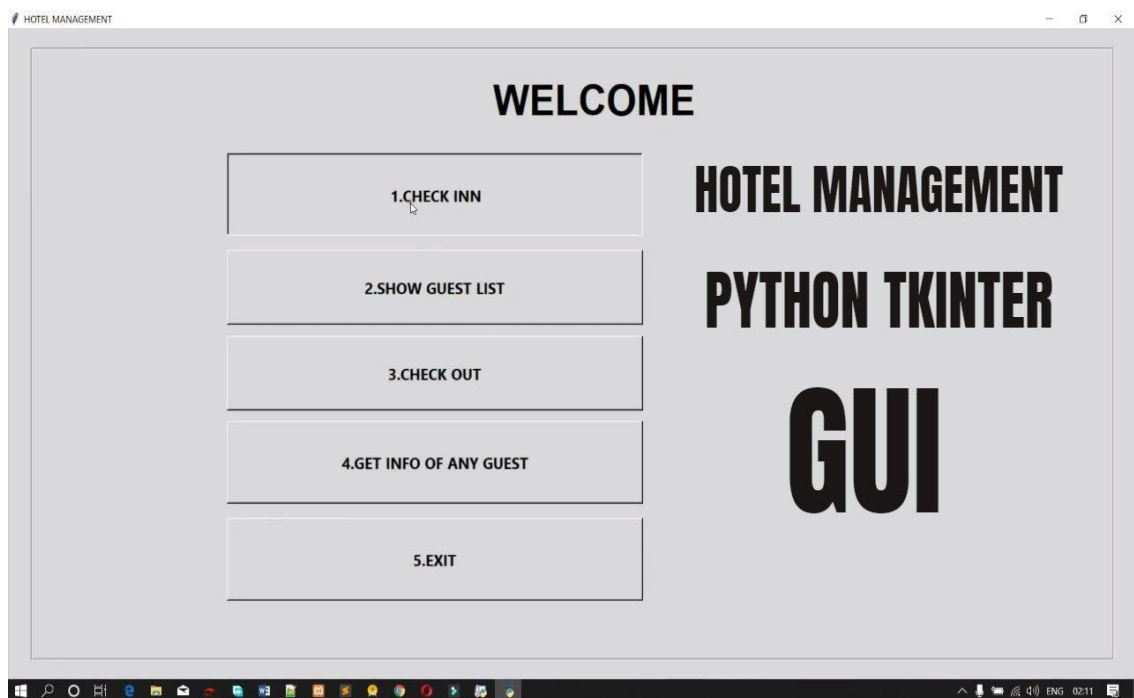 HOTEL MANAGEMENT
WELCOME
1.CHECK INN
2.SHOW GUEST LIST
3.CHECK OUT
4.GET INFO OF ANY GUEST
5.EXIT
HOTEL MANAGEMENT
PYTHON TKINTER
GUI
ENG 02:11